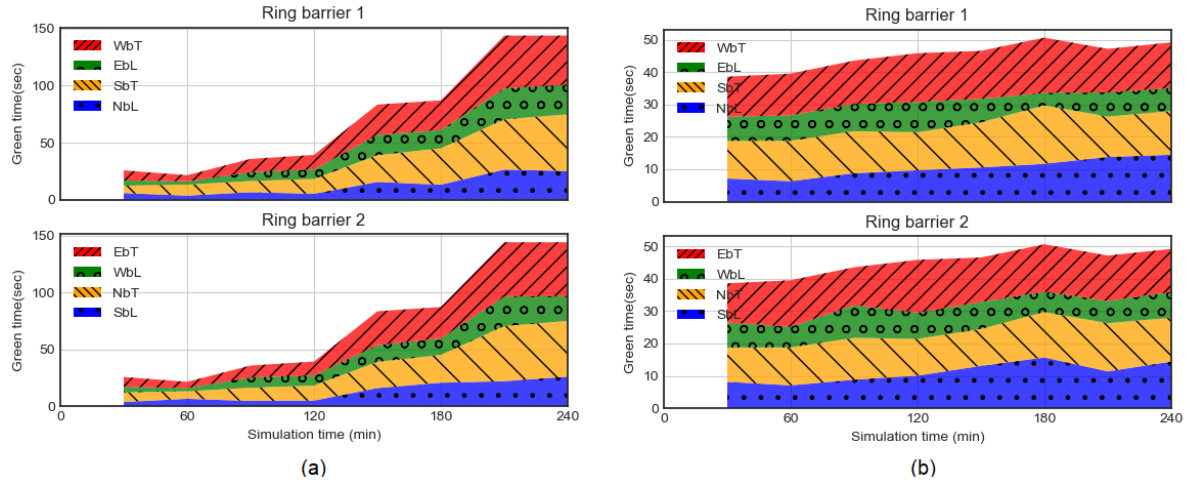 Ring barrier 1
150
100
50
0
Green time(sec)
WbT
EbL
SbT
NbL
Ring barrier 2
150
100
50
0
Green time(sec)
EbT
WbL
NbT
SbL
0 60 120 180 240
Simulation time (min)
(a)
Ring barrier 1
50
40
30
20
10
0
Green time(sec)
WbT
EbL
SbT
NbL
Ring barrier 2
50
40
30
20
10
0
Green time(sec)
EbT
WbL
NbT
SbL
0 60 120 180 240
Simulation time (min)
(b)